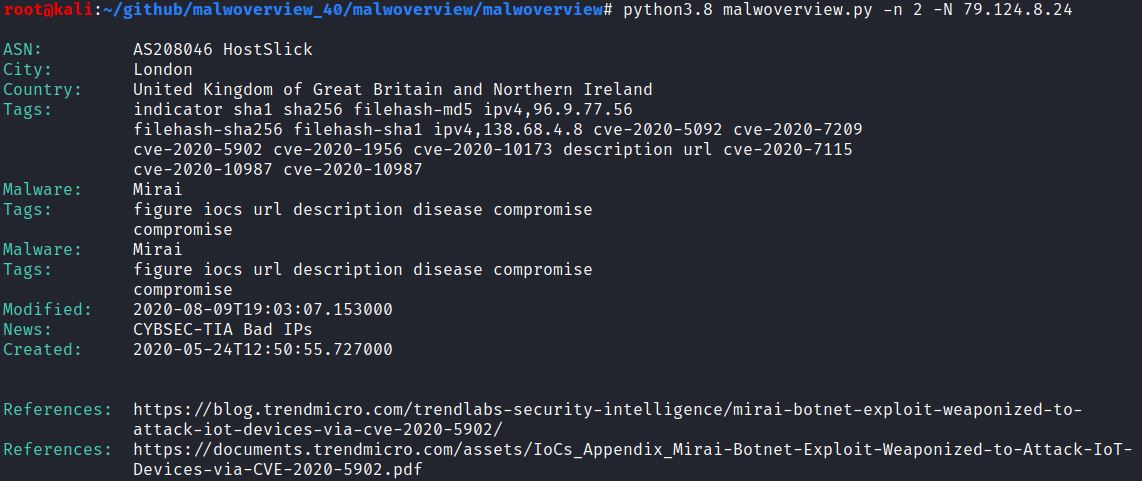 root@kali:~/github/malwoverview_40/malwoverview/malwoverview# python3.8 malwoverview.py -n 2 -N 79.124.8.24
ASN: AS208046 HostSlick
City: London
Country: United Kingdom of Great Britain and Northern Ireland
Tags: indicator sha1 sha256 filehash-md5 ipv4,96.9.77.56
filehash-sha256 filehash-sha1 ipv4,138.68.4.8 cve-2020-5092 cve-2020-7209
cve-2020-5902 cve-2020-1956 cve-2020-10173 description url cve-2020-7115
cve-2020-10987 cve-2020-10987
Malware: Mirai
Tags: figure iocs url description disease compromise
compromise
Malware: Mirai
Tags: figure iocs url description disease compromise
compromise
Modified: 2020-08-09T19:03:07.153000
News: CYBSEC-TIA Bad IPs
Created: 2020-05-24T12:50:55.727000
References: https://blog.trendmicro.com/trendlabs-security-intelligence/mirai-botnet-exploit-weaponized-to-
attack-iot-devices-via-cve-2020-5902/
References: https://documents.trendmicro.com/assets/IoCs_Appendix_Mirai-Botnet-Exploit-Weaponized-to-Attack-IoT-
Devices-via-CVE-2020-5902.pdf